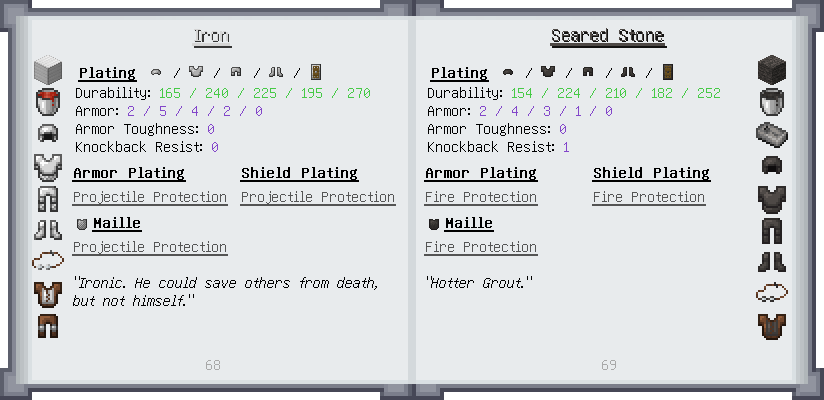 Iron
Plating / / / /
Durability: 165 / 240 / 225 / 195 / 270
Armor: 2 / 5 / 4 / 2 / 0
Armor Toughness: 0
Knockback Resist: 0
Armor Plating Shield Plating
Projectile Protection Projectile Protection
Maille
Projectile Protection
"Ironic. He could save others from death,
but not himself."
68
Seared Stone
Plating / / / /
Durability: 154 / 224 / 210 / 182 / 252
Armor: 2 / 4 / 3 / 1 / 0
Armor Toughness: 0
Knockback Resist: 1
Armor Plating Shield Plating
Fire Protection Fire Protection
Maille
Fire Protection
"Hotter Grout."
69